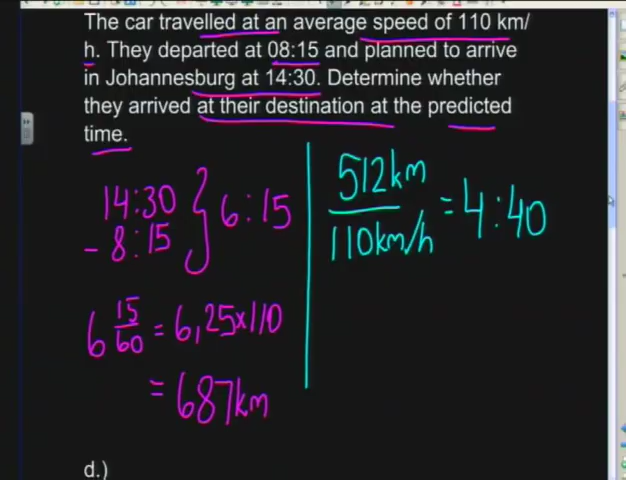 The car travelled at an average speed of 110 km/
h. They departed at 08:15 and planned to arrive
in Johannesburg at 14:30. Determine whether
they arrived at their destination at the predicted
time.
14:30
- 8:15
} 6:15
6 15/60 = 6,25x110
= 687km
512km
110km/h
= 4:40
d.)